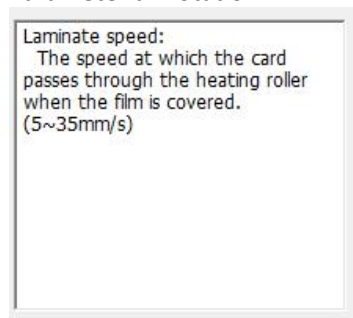 Laminate speed:
The speed at which the card
passes through the heating roller
when the film is covered.
(5~35mm/s)